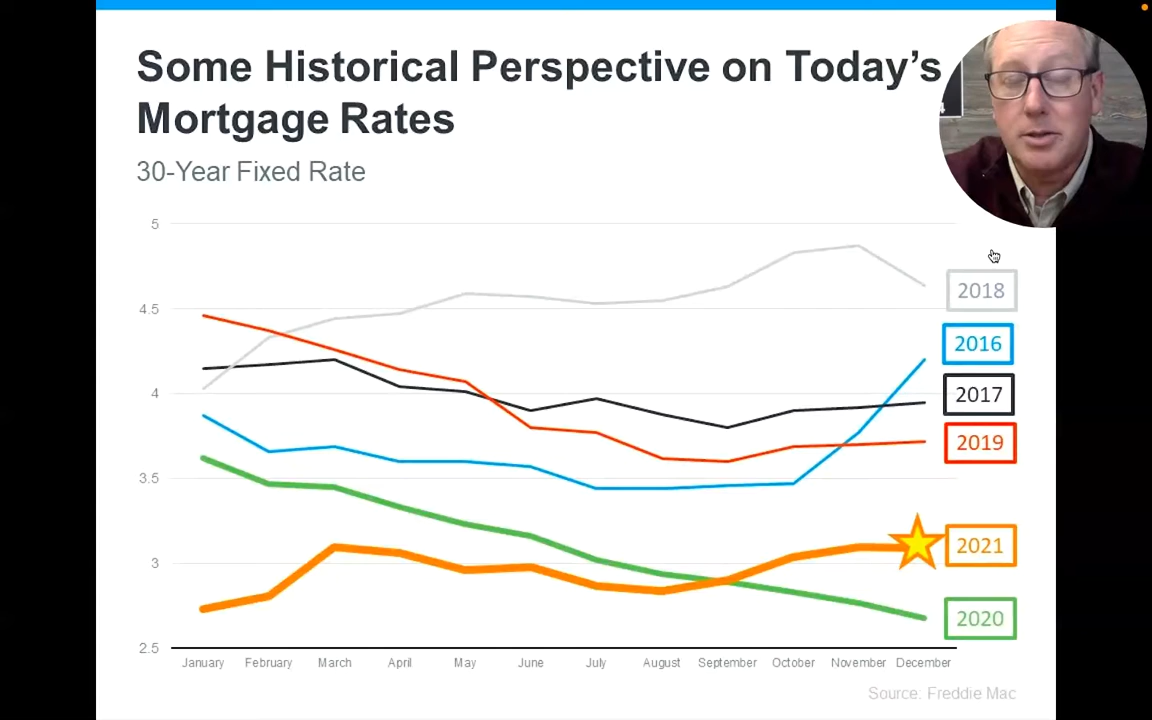 Some Historical Perspective on Today’s
Mortgage Rates
30-Year Fixed Rate
5
4.5
4
3.5
3
2.5
2018
2016
2017
2019
2021
2020
January February March April May June July August September October November December
Source: Freddie Mac